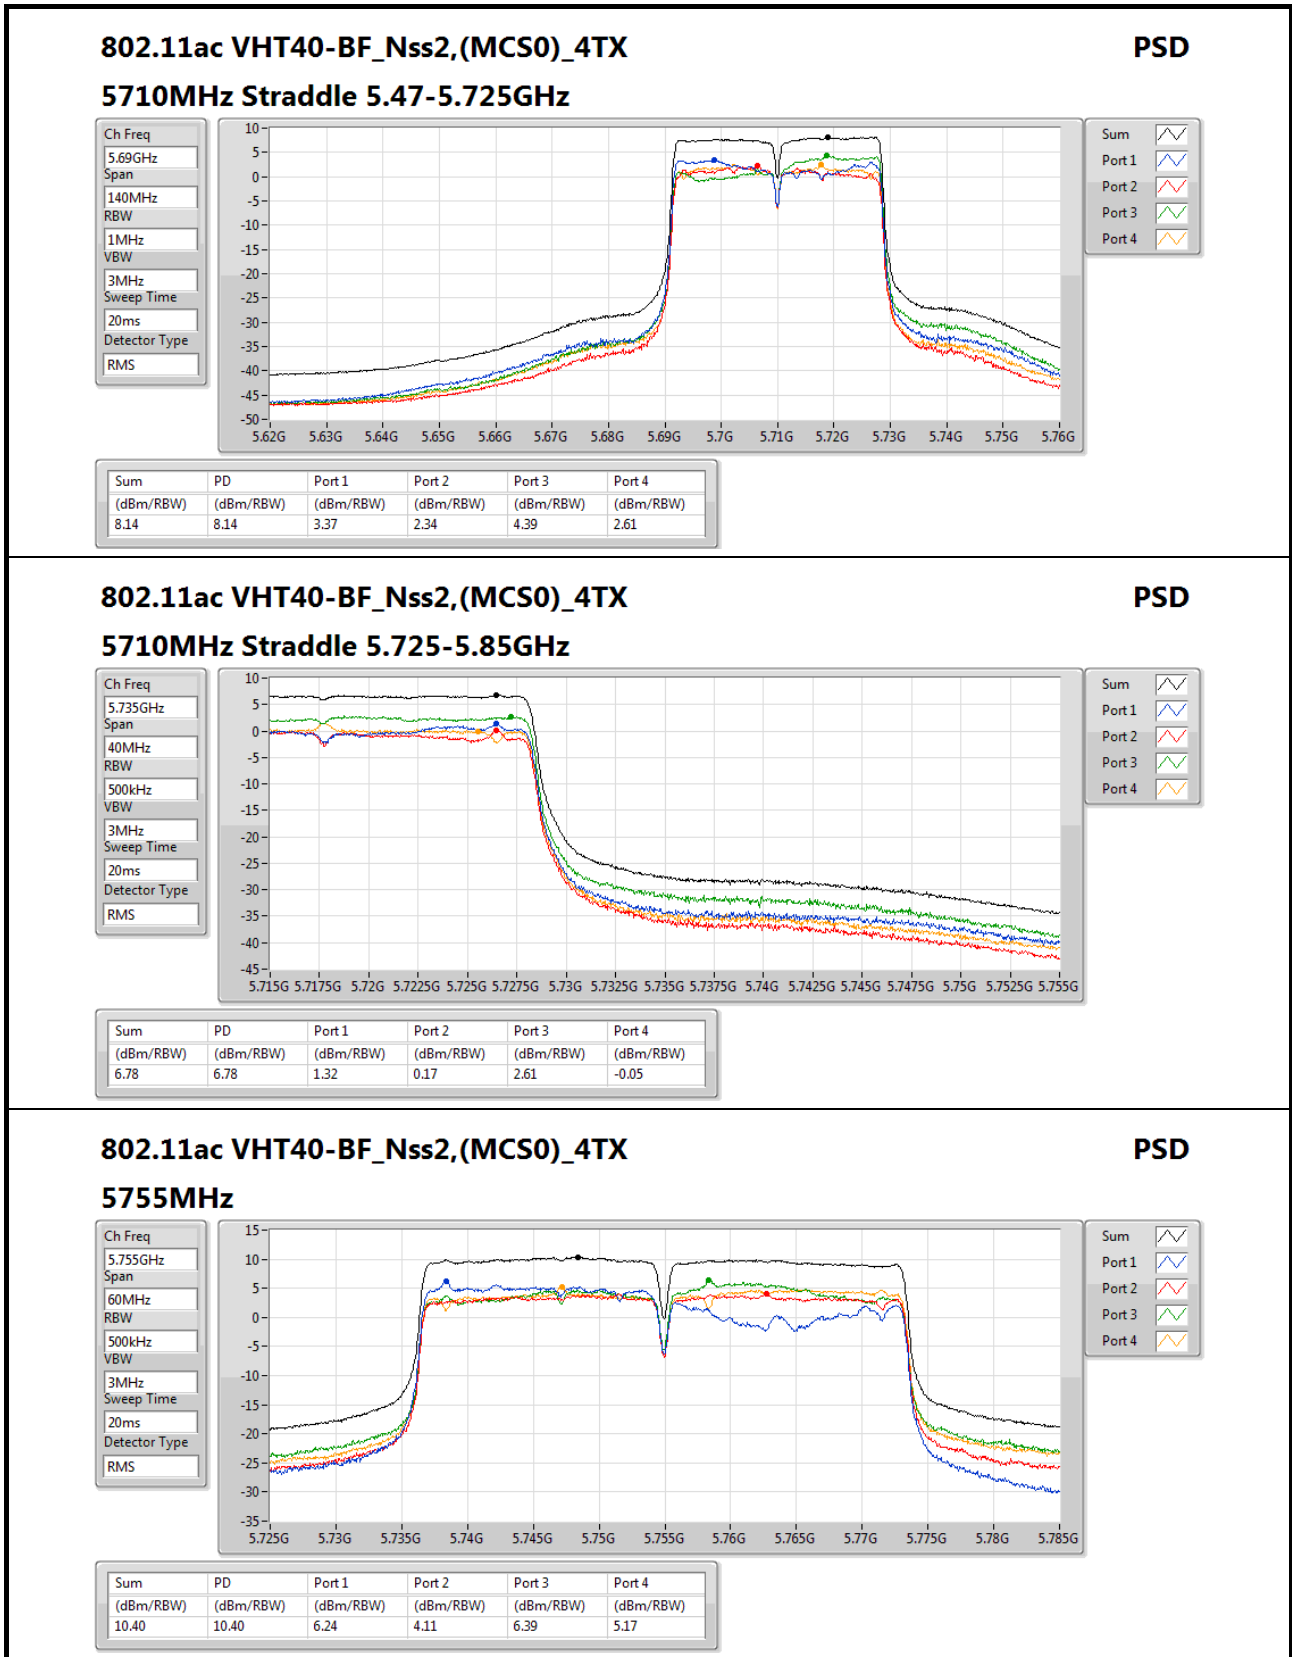 802.11ac VHT40-BF_Nss2,(MCS0)_4TX PSD
5710MHz Straddle 5.47-5.725GHz
Ch Freq
5.69GHz
Span
140MHz
RBW
1MHz
VBW
3MHz
Sweep Time
20ms
Detector Type
RMS
10
5
0
-5
-10
-15
-20
-25
-30
-35
-40
-45
-50
5.62G 5.63G 5.64G 5.65G 5.66G 5.67G 5.68G 5.69G 5.7G 5.71G 5.72G 5.73G 5.74G 5.75G 5.76G
Sum
Port 1
Port 2
Port 3
Port 4
Sum PD Port 1 Port 2 Port 3 Port 4
(dBm/RBW) (dBm/RBW) (dBm/RBW) (dBm/RBW) (dBm/RBW) (dBm/RBW)
8.14 8.14 3.37 2.34 4.39 2.61
802.11ac VHT40-BF_Nss2,(MCS0)_4TX PSD
5710MHz Straddle 5.725-5.85GHz
Ch Freq
5.735GHz
Span
40MHz
RBW
500kHz
VBW
3MHz
Sweep Time
20ms
Detector Type
RMS
10
5
0
-5
-10
-15
-20
-25
-30
-35
-40
-45
5.715G 5.7175G 5.72G 5.7225G 5.725G 5.7275G 5.73G 5.7325G 5.735G 5.7375G 5.74G 5.7425G 5.745G 5.7475G 5.75G 5.7525G 5.755G
Sum
Port 1
Port 2
Port 3
Port 4
Sum PD Port 1 Port 2 Port 3 Port 4
(dBm/RBW) (dBm/RBW) (dBm/RBW) (dBm/RBW) (dBm/RBW) (dBm/RBW)
6.78 6.78 1.32 0.17 2.61 -0.05
802.11ac VHT40-BF_Nss2,(MCS0)_4TX PSD
5755MHz
Ch Freq
5.755GHz
Span
60MHz
RBW
500kHz
VBW
3MHz
Sweep Time
20ms
Detector Type
RMS
15
10
5
0
-5
-10
-15
-20
-25
-30
-35
5.725G 5.73G 5.735G 5.74G 5.745G 5.75G 5.755G 5.76G 5.765G 5.77G 5.775G 5.78G 5.785G
Sum
Port 1
Port 2
Port 3
Port 4
Sum PD Port 1 Port 2 Port 3 Port 4
(dBm/RBW) (dBm/RBW) (dBm/RBW) (dBm/RBW) (dBm/RBW) (dBm/RBW)
10.40 10.40 6.24 4.11 6.39 5.17